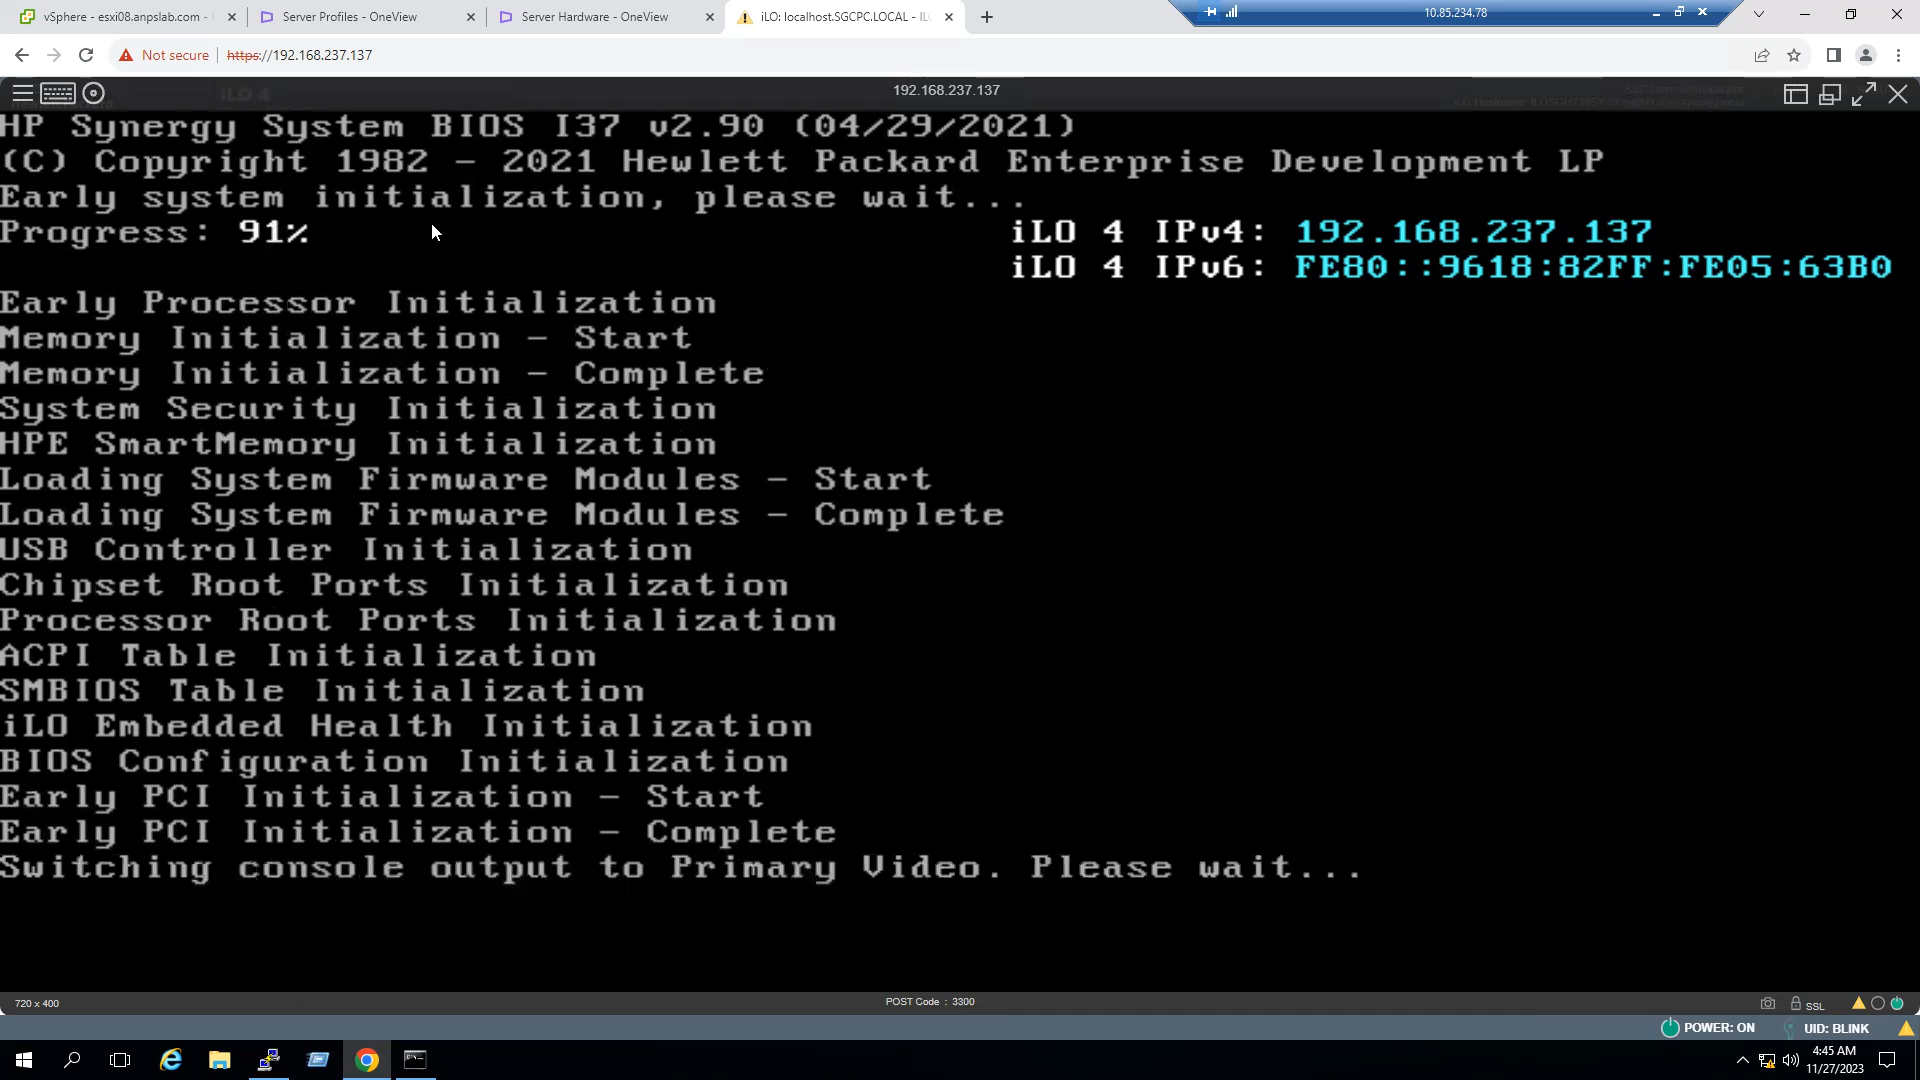 vSphere - esxi08.anpslab.com -
Server Profiles - OneView
Server Hardware - OneView
iLO: localhost.SGCPC.LOCAL - ILO
10.85.234.78
Not secure
https://192.168.237.137
192.168.237.137
HP Synergy System BIOS I37 v2.90 (04/29/2021)
(C) Copyright 1982 - 2021 Hewlett Packard Enterprise Development LP
Early system initialization, please wait...
Progress: 91%
iLO 4 IPv4: 192.168.237.137
iLO 4 IPv6: FE80::9618:82FF:FE05:63B0
Early Processor Initialization
Memory Initialization - Start
Memory Initialization - Complete
System Security Initialization
HPE SmartMemory Initialization
Loading System Firmware Modules - Start
Loading System Firmware Modules - Complete
USB Controller Initialization
Chipset Root Ports Initialization
Processor Root Ports Initialization
ACPI Table Initialization
SMBIOS Table Initialization
iLO Embedded Health Initialization
BIOS Configuration Initialization
Early PCI Initialization - Start
Early PCI Initialization - Complete
Switching console output to Primary Video. Please wait...
720 x 400
POST Code : 3300
SSL
POWER: ON
UID: BLINK
4:45 AM
11/27/2023